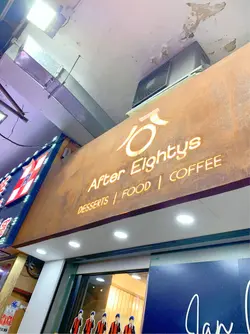 After Eightys
DESSERTS | FOOD | COFFEE